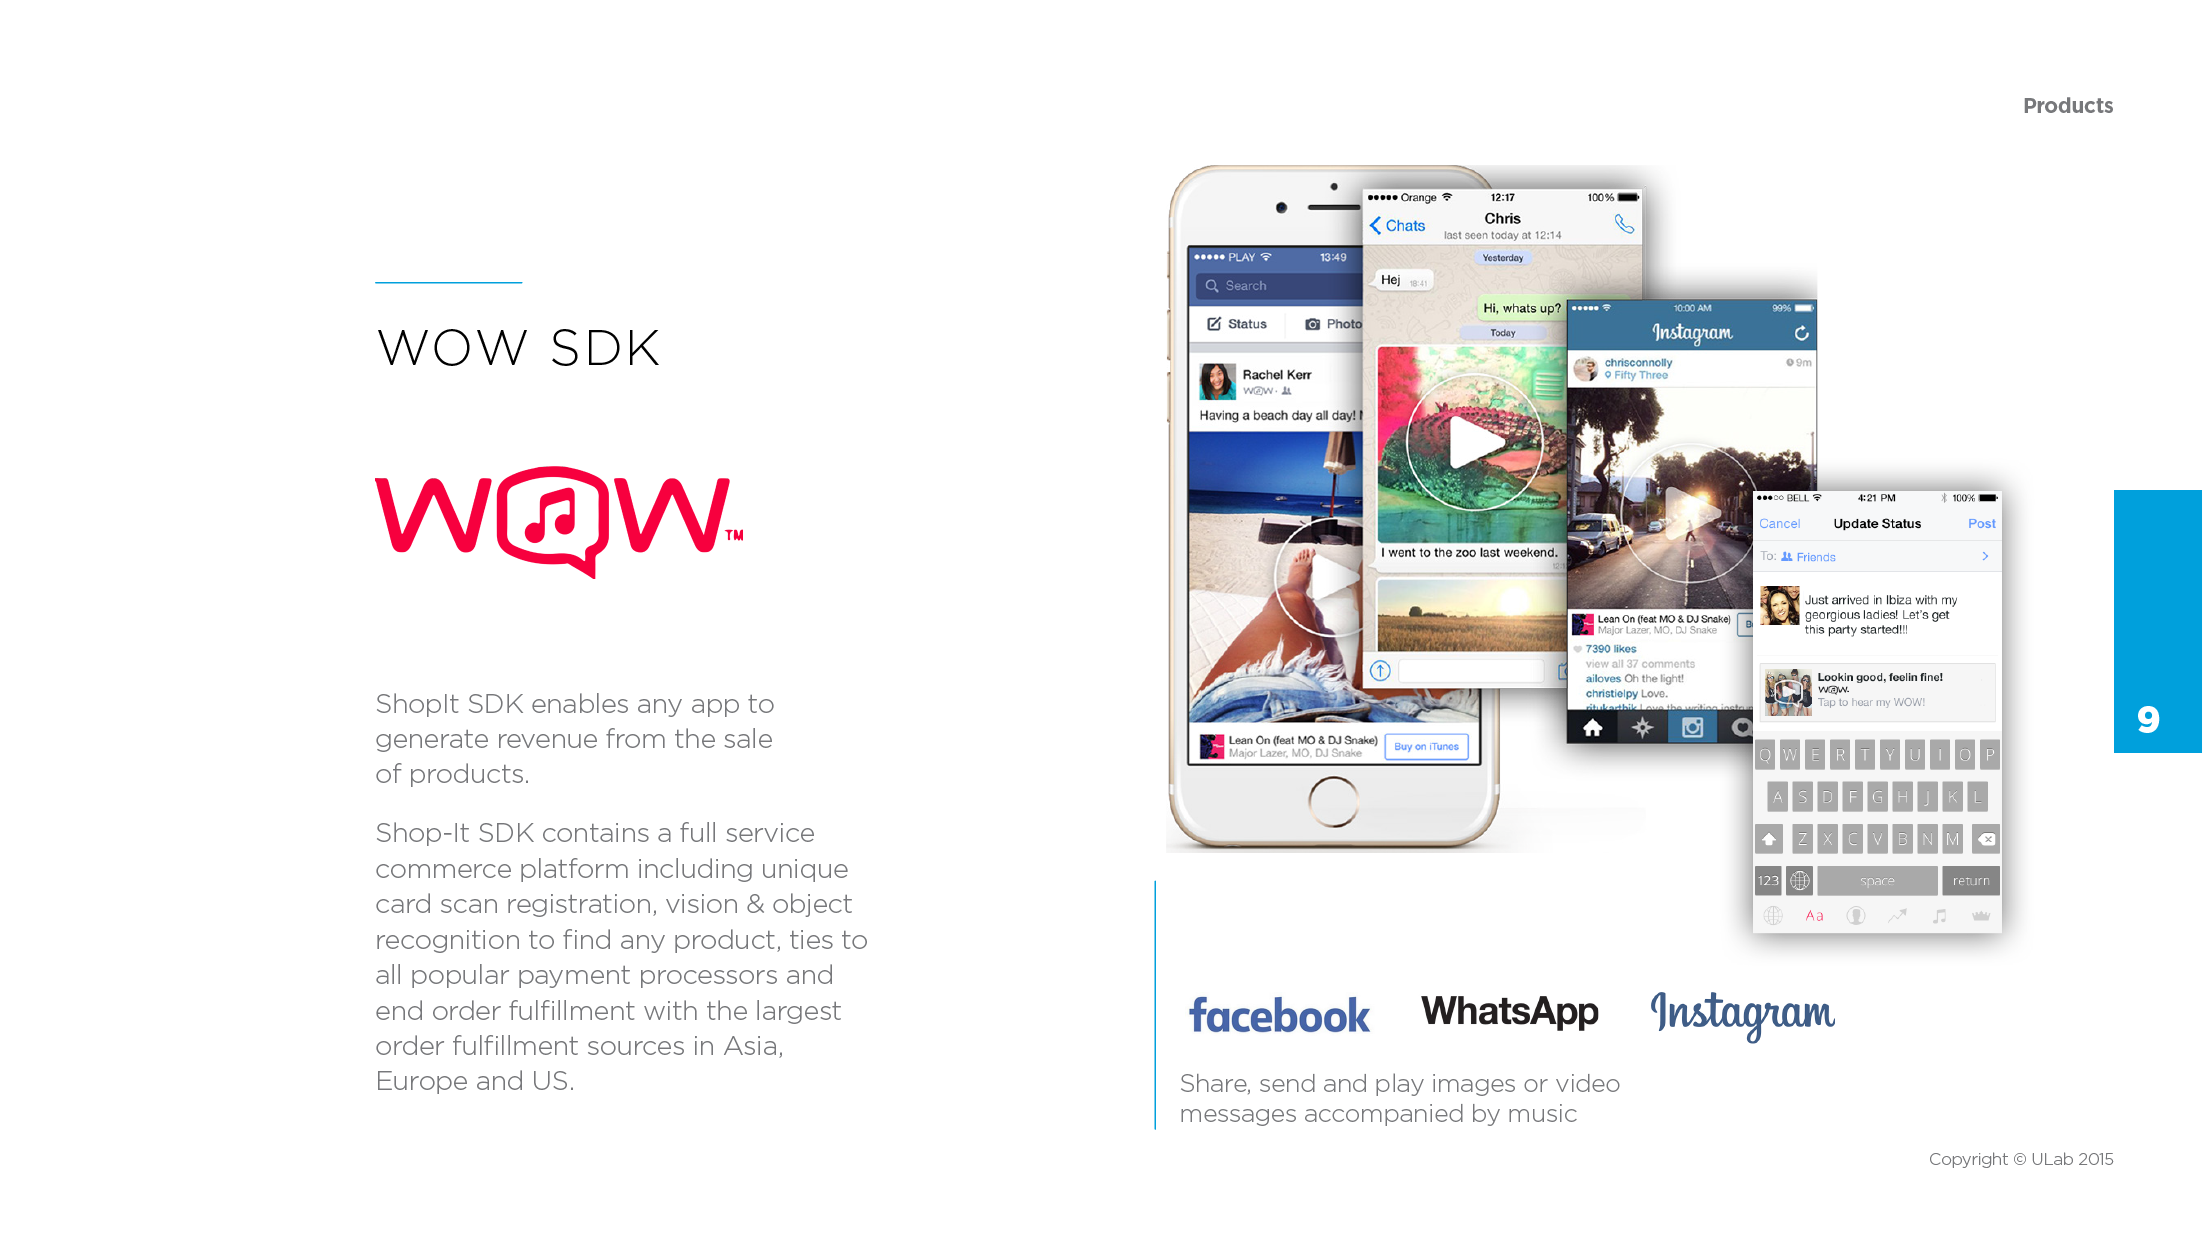 Products
WOW SDK
WOW TM
ShopIt SDK enables any app to
generate revenue from the sale
of products.
Shop-It SDK contains a full service
commerce platform including unique
card scan registration, vision & object
recognition to find any product, ties to
all popular payment processors and
end order fulfillment with the largest
order fulfillment sources in Asia,
Europe and US.
PLAY 13:49
Search
Status Photo
Rachel Kerr
WOW
Having a beach day all day!
Lean On (feat MO & DJ Snake)
Major Lazer, MO, DJ Snake
Buy on iTunes
Orange 12:17 100%
Chats Chris
last seen today at 12:14
Yesterday
Hej 18:41
Hi, whats up?
Today
I went to the zoo last weekend.
10:00 AM 99%
Instagram
chrisconnolly 9m
Fifty Three
Lean On (feat MO & DJ Snake)
Major Lazer, MO, DJ Snake
7390 likes
view all 37 comments
ailoves Oh the light!
christielpy Love.
ritukarthik Love the writing
BELL 4:21 PM 100%
Cancel Update Status Post
To: Friends
Just arrived in Ibiza with my
georgious ladies! Let's get
this party started!!!
Lookin good, feelin fine!
WOW.
Tap to hear my WOW!
Q W E R T Y U I O P
A S D F G H J K L
Z X C V B N M
123 space return
Aa
facebook WhatsApp Instagram
Share, send and play images or video
messages accompanied by music
9
Copyright © ULab 2015